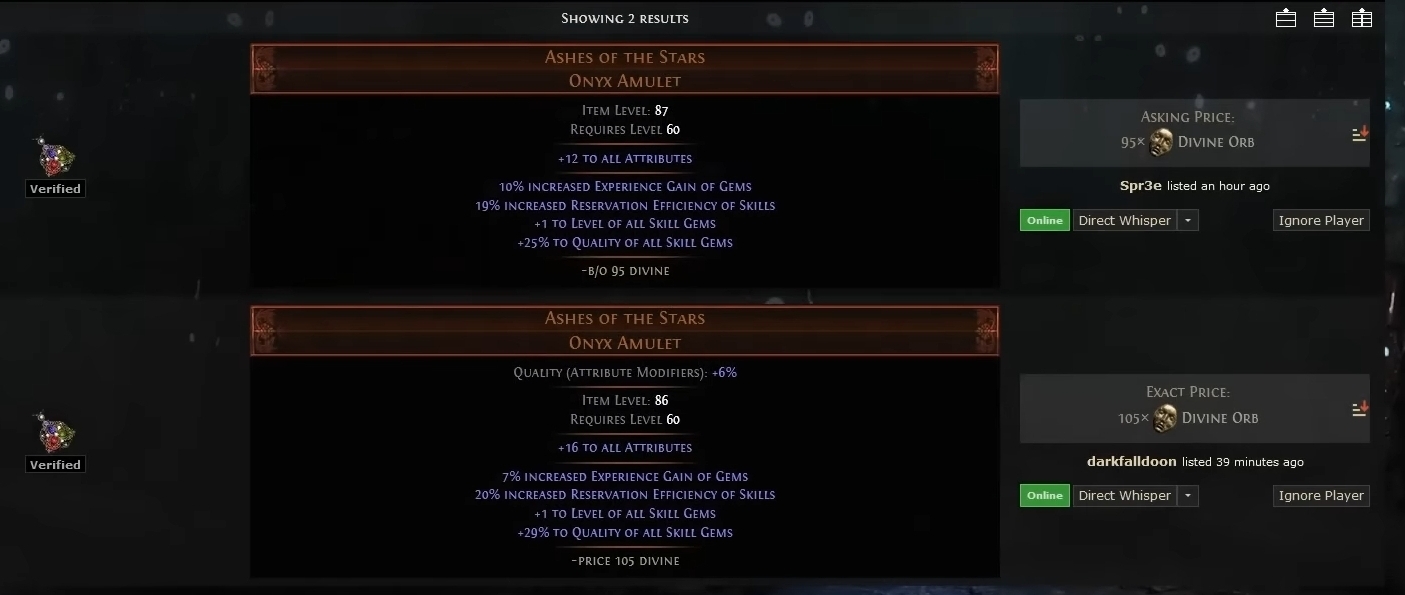 Showing 2 results
Ashes of the Stars
Onyx Amulet
Item Level: 87
Requires Level 60
+12 to all Attributes
10% increased Experience Gain of Gems
19% increased Reservation Efficiency of Skills
+1 to Level of all Skill Gems
+25% to Quality of all Skill Gems
~b/o 95 divine
Verified
Asking Price:
95× Divine Orb
Spr3e listed an hour ago
Online Direct Whisper Ignore Player
Ashes of the Stars
Onyx Amulet
Quality (Attribute Modifiers): +6%
Item Level: 86
Requires Level 60
+16 to all Attributes
7% increased Experience Gain of Gems
20% increased Reservation Efficiency of Skills
+1 to Level of all Skill Gems
+29% to Quality of all Skill Gems
~price 105 divine
Verified
Exact Price:
105× Divine Orb
darkfalldoon listed 39 minutes ago
Online Direct Whisper Ignore Player